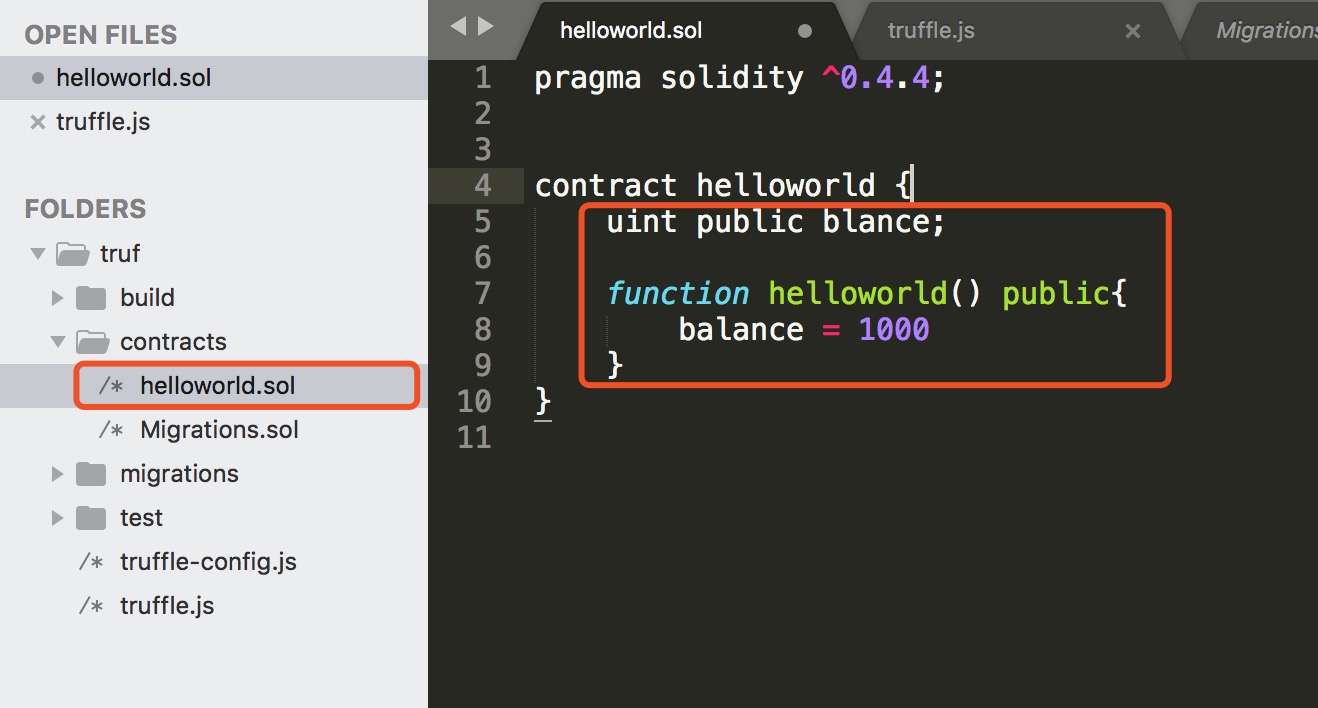 OPEN FILES
helloworld.sol
truffle.js
FOLDERS
truf
build
contracts
/* helloworld.sol
/* Migrations.sol
migrations
test
/* truffle-config.js
/* truffle.js
helloworld.sol
truffle.js
Migrations
1 pragma solidity ^0.4.4;
2
3
4 contract helloworld {
5 uint public blance;
6
7 function helloworld() public{
8 balance = 1000
9 }
10 }
11